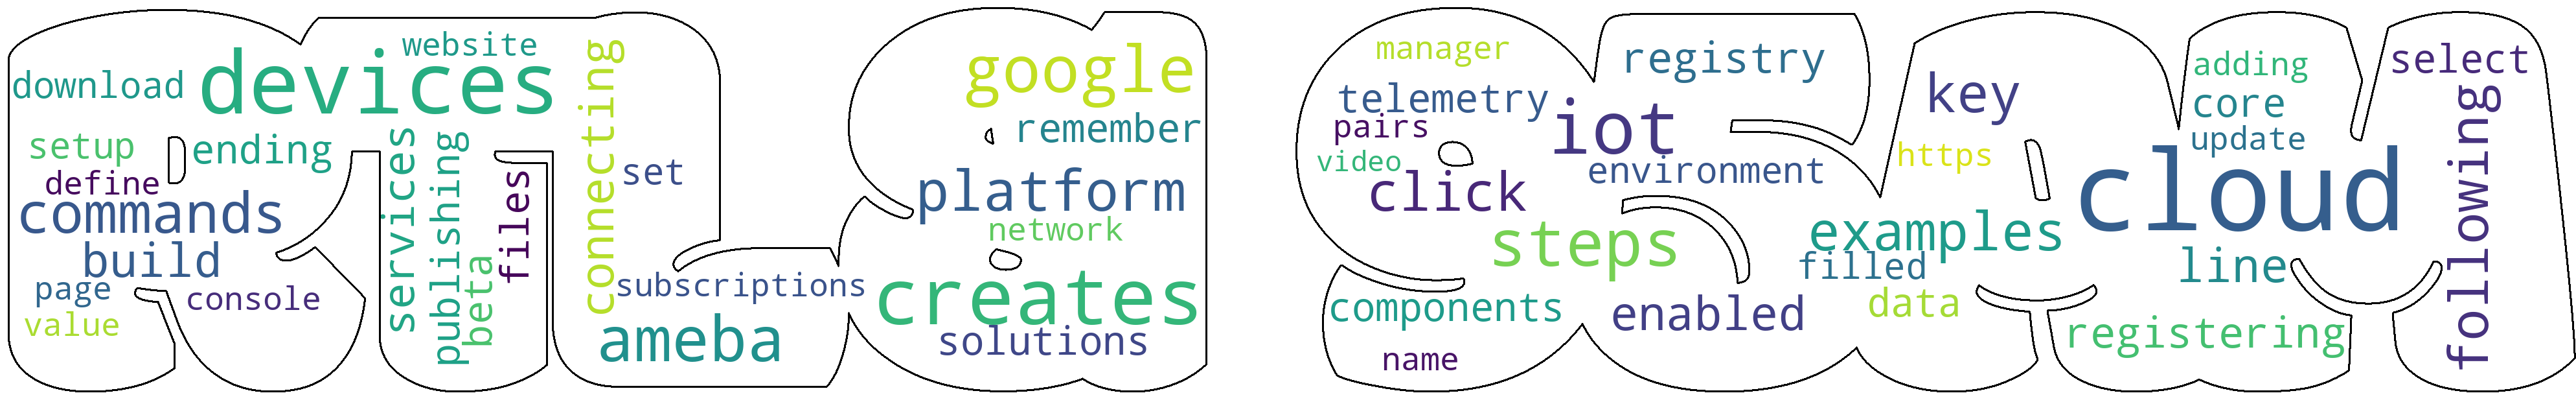 website
download
devices
connecting
google
setup
ending
remember
define
services
publishing
files
set
commands
platform
build
network
page
console
beta
subscriptions
value
ameba
creates
solutions
manager
registry
telemetry
pairs
iot
key
adding
select
core
update
video
click
environment
https
cloud
following
steps
examples
filled
line
components
enabled
data
registering
name